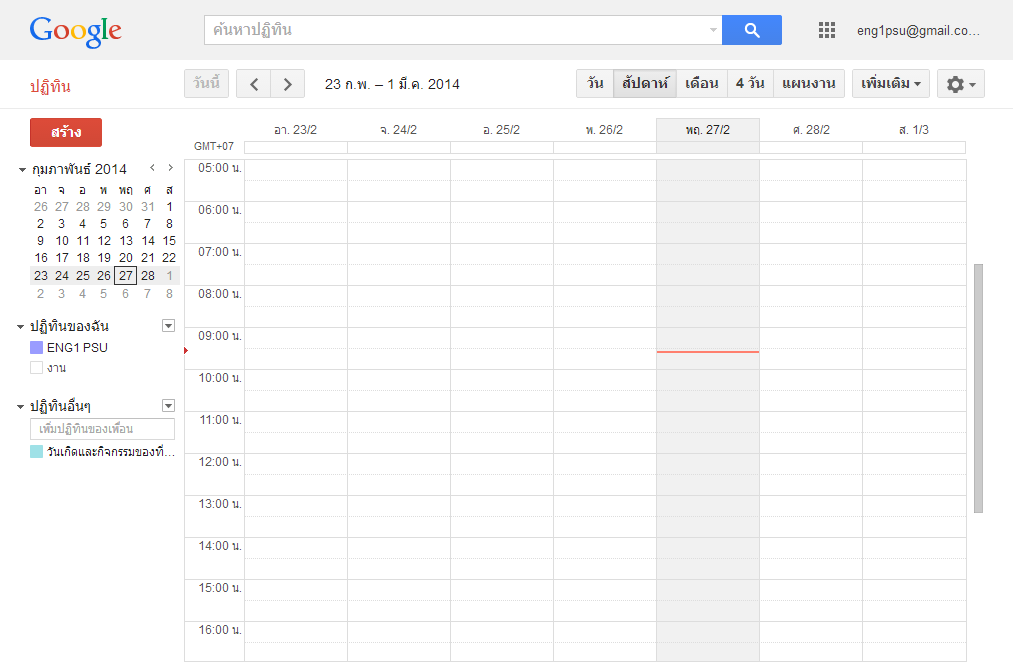 Google
ค้นหาปฏิทิน
eng1psu@gmail.co...
ปฏิทิน
วันนี้
23 ก.พ. – 1 มี.ค. 2014
วัน สัปดาห์ เดือน 4 วัน แผนงาน
เพิ่มเติม
สร้าง
กุมภาพันธ์ 2014
อา จ อ พ พฤ ศ ส
26 27 28 29 30 31 1
2 3 4 5 6 7 8
9 10 11 12 13 14 15
16 17 18 19 20 21 22
23 24 25 26 27 28 1
2 3 4 5 6 7 8
ปฏิทินของฉัน
ENG1 PSU
งาน
ปฏิทินอื่นๆ
เพิ่มปฏิทินของเพื่อน
วันเกิดและกิจกรรมของที่...
อา. 23/2 จ. 24/2 อ. 25/2 พ. 26/2 พฤ. 27/2 ศ. 28/2 ส. 1/3
GMT+07
05:00 น.
06:00 น.
07:00 น.
08:00 น.
09:00 น.
10:00 น.
11:00 น.
12:00 น.
13:00 น.
14:00 น.
15:00 น.
16:00 น.